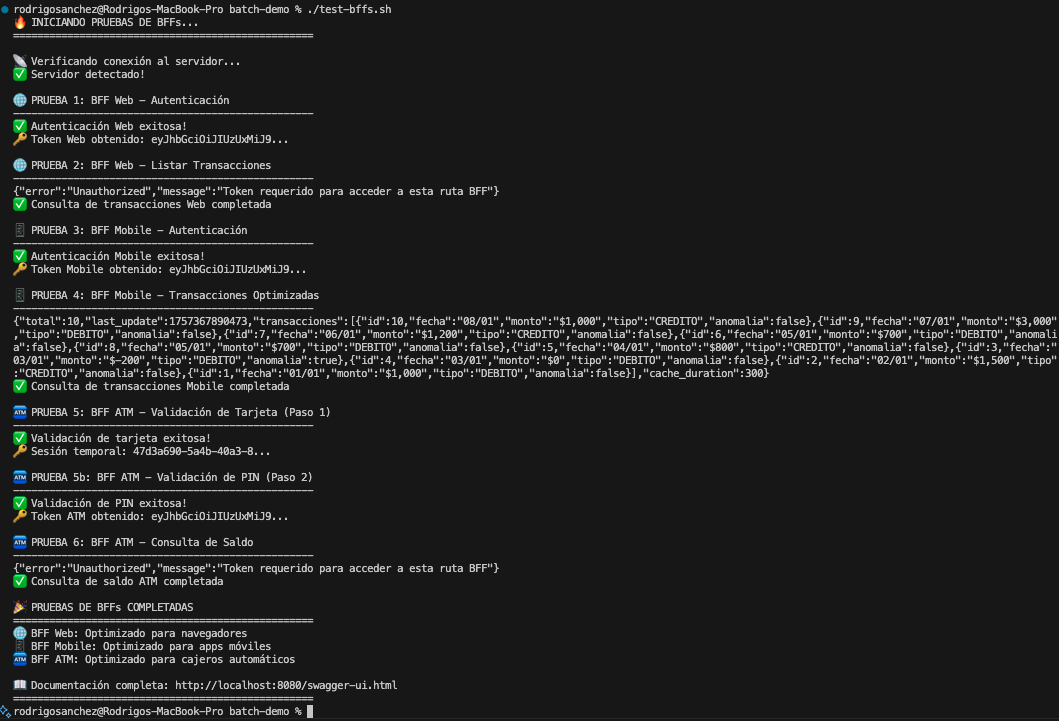 rodrigosanchez@Rodrigos-MacBook-Pro batch-demo % ./test-bffs.sh
🔥 INICIANDO PRUEBAS DE BFFs...
==================================================
📡 Verificando conexión al servidor...
✅ Servidor detectado!
🌐 PRUEBA 1: BFF Web - Autenticación
--------------------------------------------------
✅ Autenticación Web exitosa!
🔑 Token Web obtenido: eyJhbGciOiJIUzUxMiJ9...
🌐 PRUEBA 2: BFF Web - Listar Transacciones
--------------------------------------------------
{"error":"Unauthorized","message":"Token requerido para acceder a esta ruta BFF"}
✅ Consulta de transacciones Web completada
📱 PRUEBA 3: BFF Mobile - Autenticación
--------------------------------------------------
✅ Autenticación Mobile exitosa!
🔑 Token Mobile obtenido: eyJhbGciOiJIUzUxMiJ9...
📱 PRUEBA 4: BFF Mobile - Transacciones Optimizadas
--------------------------------------------------
{"total":10,"last_update":1757367890473,"transacciones":[{"id":10,"fecha":"08/01","monto":"$1,000","tipo":"CREDITO","anomalia":false},{"id":9,"fecha":"07/01","monto":"$3,000"
,"tipo":"DEBITO","anomalia":false},{"id":7,"fecha":"06/01","monto":"$1,200","tipo":"CREDITO","anomalia":false},{"id":6,"fecha":"05/01","monto":"$700","tipo":"DEBITO","anomali
a":false},{"id":8,"fecha":"05/01","monto":"$700","tipo":"DEBITO","anomalia":false},{"id":5,"fecha":"04/01","monto":"$800","tipo":"CREDITO","anomalia":false},{"id":3,"fecha":"
03/01","monto":"$-200","tipo":"DEBITO","anomalia":true},{"id":4,"fecha":"03/01","monto":"$0","tipo":"DEBITO","anomalia":false},{"id":2,"fecha":"02/01","monto":"$1,500","tipo"
:"CREDITO","anomalia":false},{"id":1,"fecha":"01/01","monto":"$1,000","tipo":"DEBITO","anomalia":false}],"cache_duration":300}
✅ Consulta de transacciones Mobile completada
🏧 PRUEBA 5: BFF ATM - Validación de Tarjeta (Paso 1)
--------------------------------------------------
✅ Validación de tarjeta exitosa!
🔑 Sesión temporal: 47d3a690-5a4b-40a3-8...
🏧 PRUEBA 5b: BFF ATM - Validación de PIN (Paso 2)
--------------------------------------------------
✅ Validación de PIN exitosa!
🔑 Token ATM obtenido: eyJhbGciOiJIUzUxMiJ9...
🏧 PRUEBA 6: BFF ATM - Consulta de Saldo
--------------------------------------------------
{"error":"Unauthorized","message":"Token requerido para acceder a esta ruta BFF"}
✅ Consulta de saldo ATM completada
🎉 PRUEBAS DE BFFs COMPLETADAS
==================================================
🌐 BFF Web: Optimizado para navegadores
📱 BFF Mobile: Optimizado para apps móviles
🏧 BFF ATM: Optimizado para cajeros automáticos
📖 Documentación completa: http://localhost:8080/swagger-ui.html
==================================================
rodrigosanchez@Rodrigos-MacBook-Pro batch-demo %